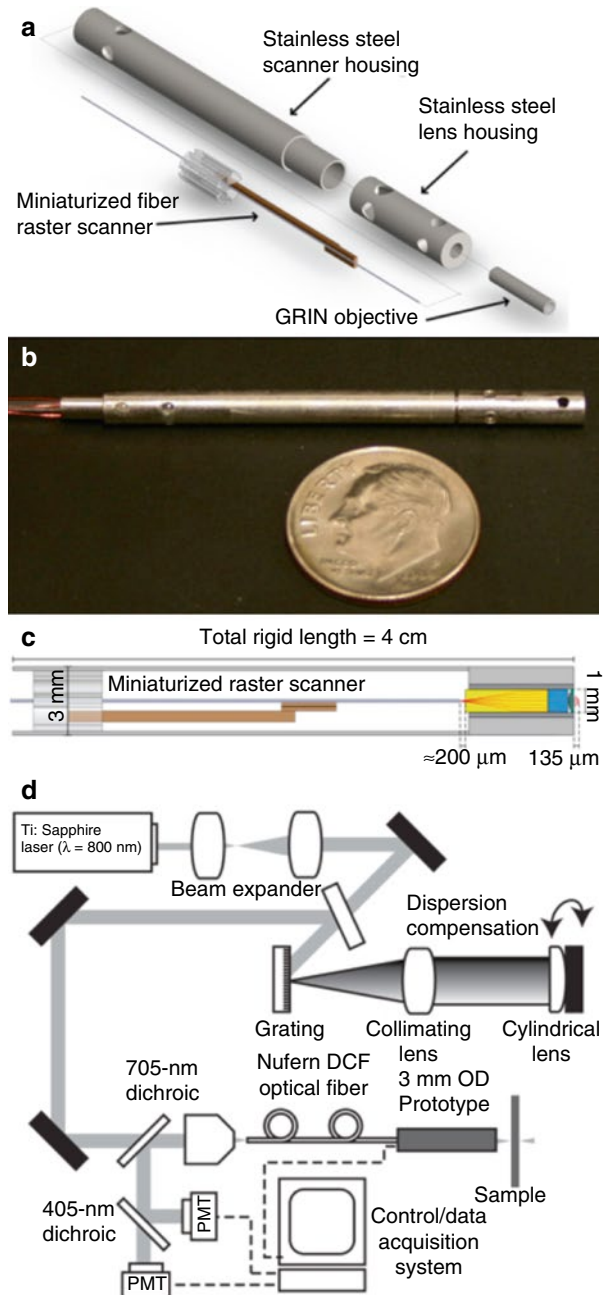 a
Stainless steel
scanner housing
Stainless steel
lens housing
Miniaturized fiber
raster scanner
GRIN objective
b
LIBERTY
c
Total rigid length = 4 cm
Miniaturized raster scanner
3 mm
1 mm
≈200 µm
135 µm
d
Ti: Sapphire
laser (λ = 800 nm)
Beam expander
Dispersion
compensation
Grating
Collimating
lens
Cylindrical
lens
705-nm
dichroic
Nufern DCF
optical fiber
3 mm OD
Prototype
Sample
405-nm
dichroic
PMT
PMT
Control/data
acquisition
system